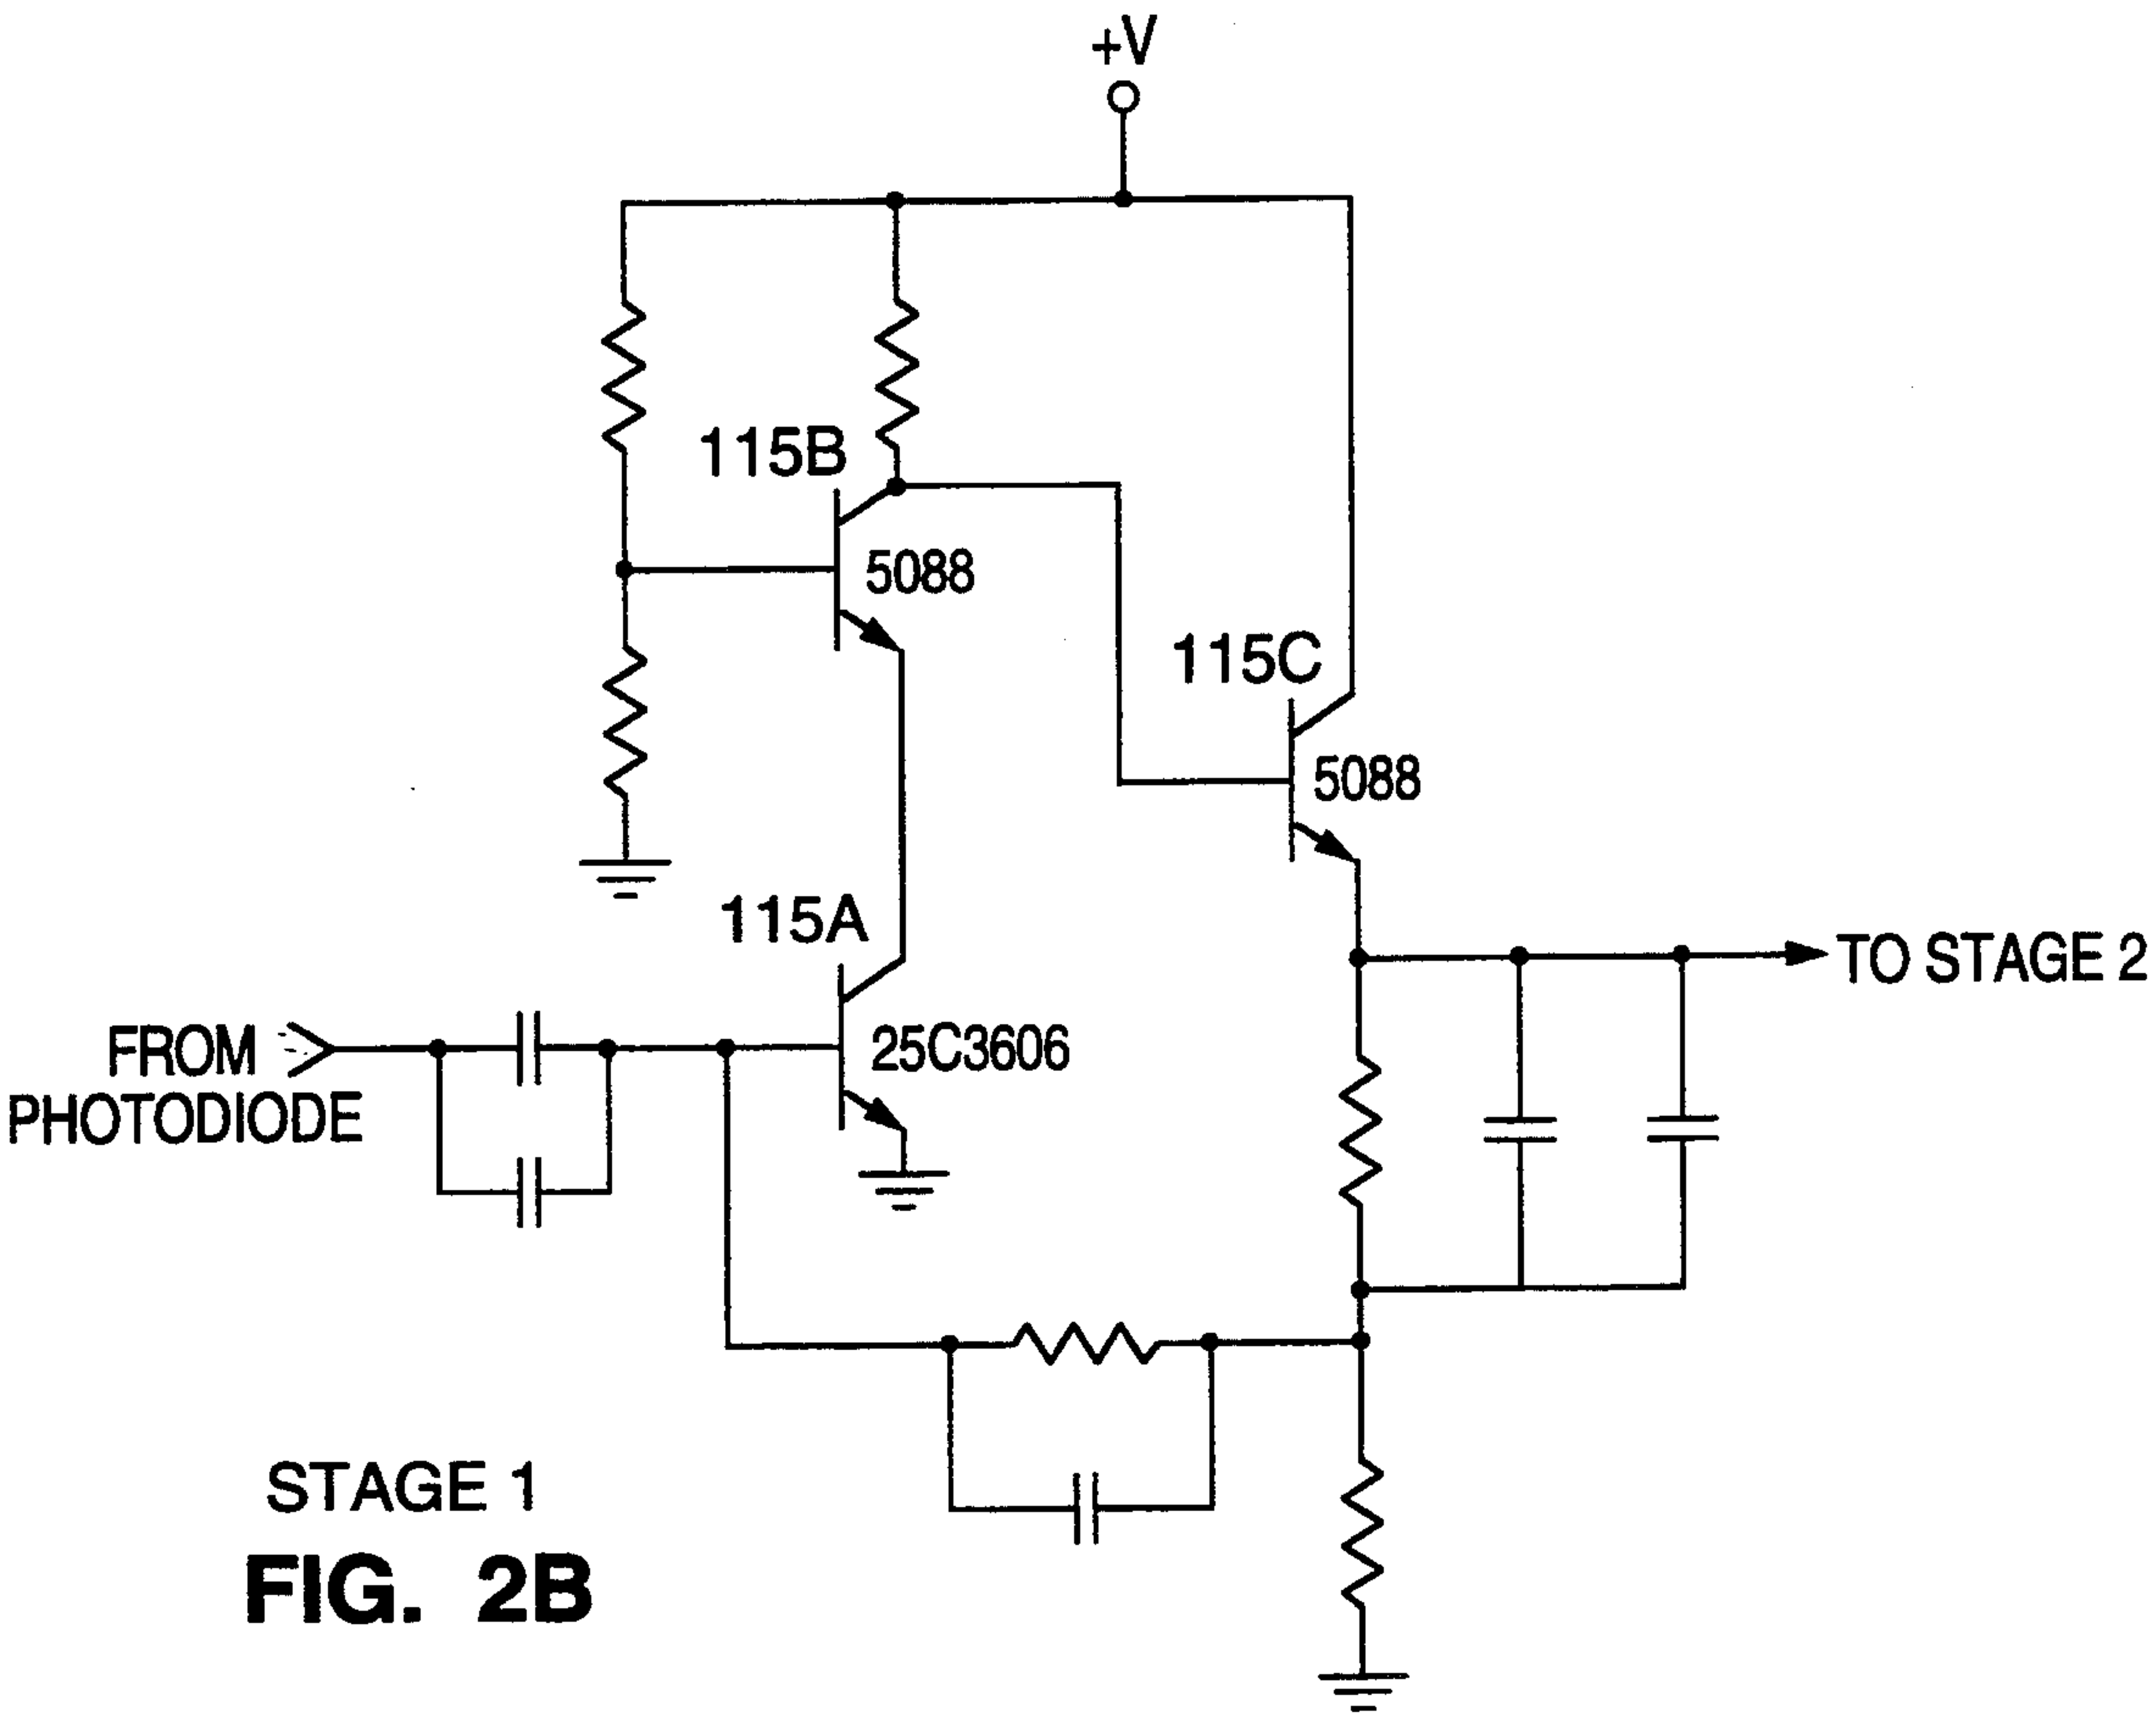 +V
115B
5088
115C
5088
115A
TO STAGE 2
FROM
PHOTODIODE
25C3606
STAGE 1
FIG. 2B